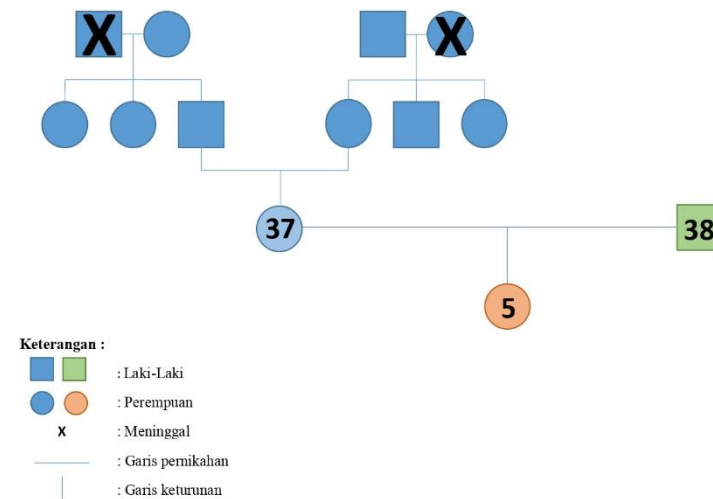 X
X
37
38
5
Keterangan :
: Laki-Laki
: Perempuan
X : Meninggal
: Garis pernikahan
: Garis keturunan